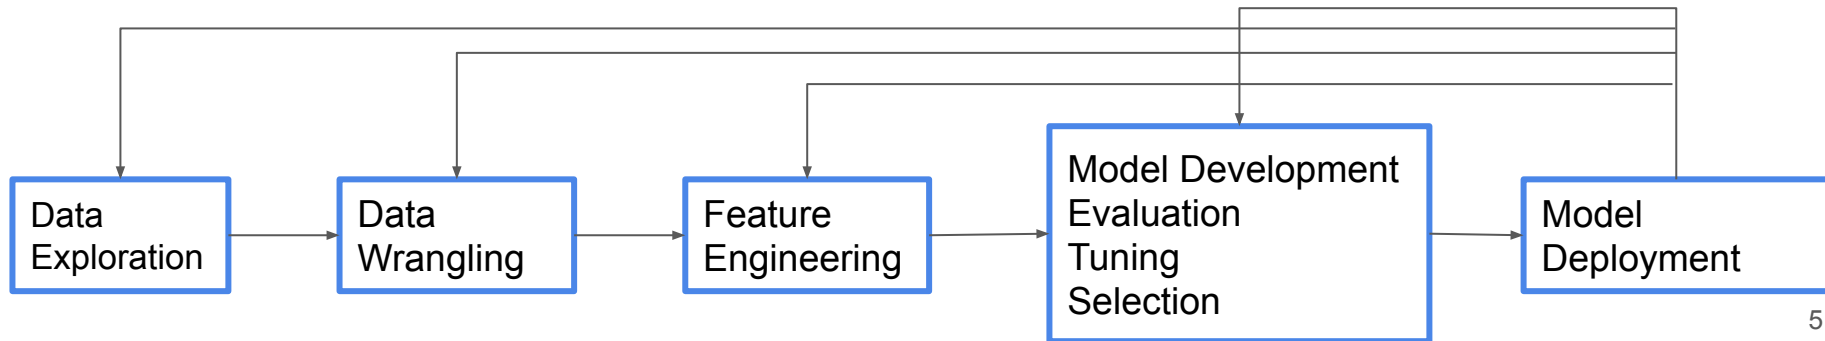 Data
Exploration
Data
Wrangling
Feature
Engineering
Model Development
Evaluation
Tuning
Selection
Model
Deployment
5